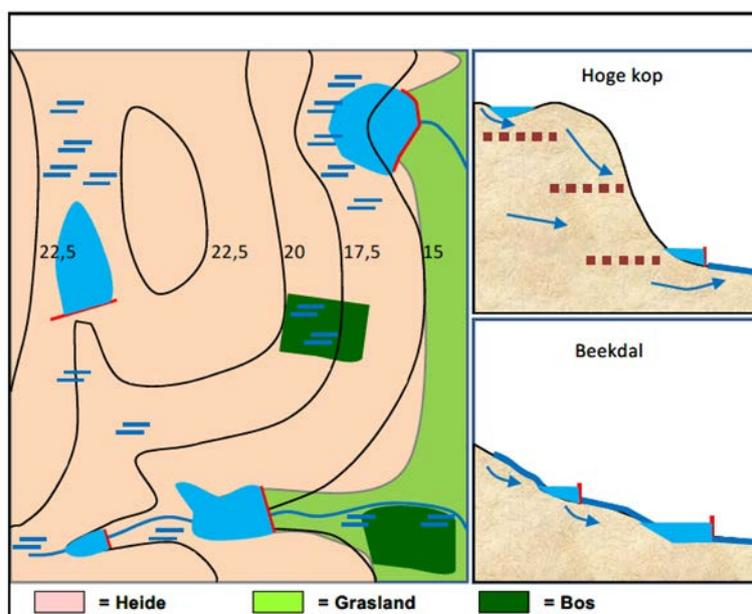 Hoge kop
22,5 22,5 20 17,5 15
Beekdal
= Heide = Grasland = Bos